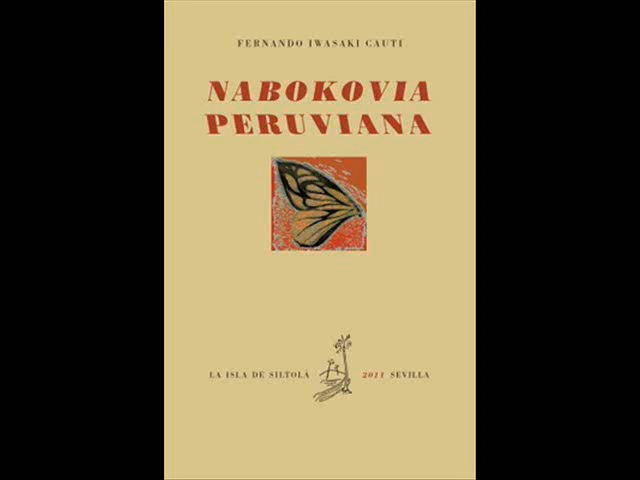 FERNANDO IWASAKI CAUTI
NABOKOVIA
PERUVIANA
LA ISLA DE SILTOLÁ 2011 SEVILLA